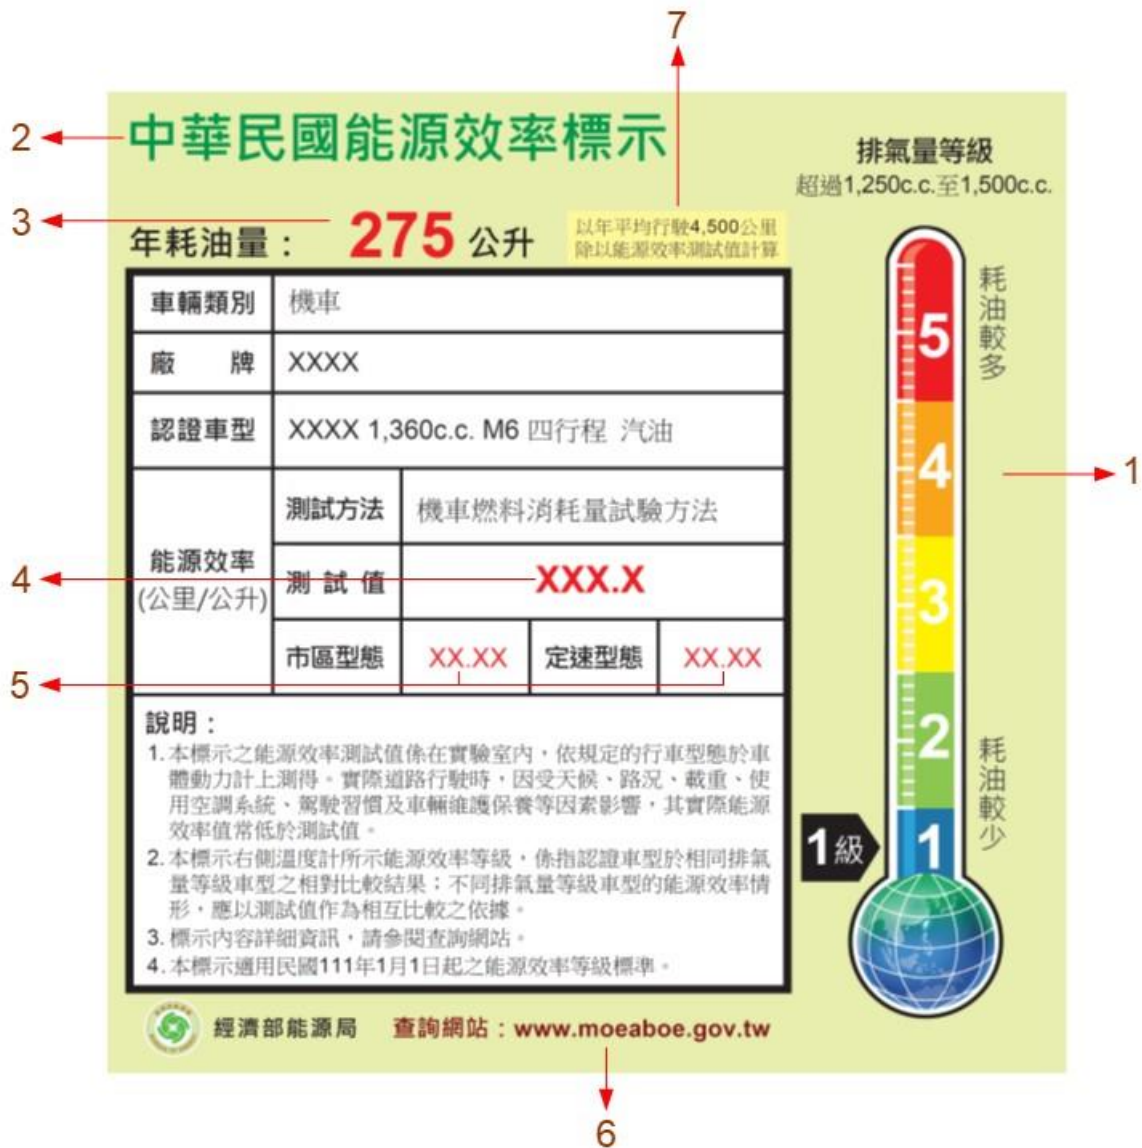 7
2
中華民國能源效率標示
排氣量等級
超過1,250c.c.至1,500c.c.
3
年耗油量：
275 公升
以年平均行駛4,500公里
除以能源效率測試值計算
車輛類別 機車
廠 牌 XXXX
認證車型 XXXX 1,360c.c. M6 四行程 汽油
能源效率
(公里/公升)
測試方法 機車燃料消耗量試驗方法
4
測 試 值 XXX.X
5
市區型態 XX.XX 定速型態 XX.XX
說明：
1.本標示之能源效率測試值係在實驗室內，依規定的行車型態於車
體動力計上測得。實際道路行駛時，因受天候、路況、載重、使
用空調系統、駕駛習慣及車輛維護保養等因素影響，其實際能源
效率值常低於測試值。
2.本標示右側溫度計所示能源效率等級，係指認證車型於相同排氣
量等級車型之相對比較結果；不同排氣量等級車型的能源效率情
形，應以測試值作為相互比較之依據。
3.標示內容詳細資訊，請參閱查詢網站。
4.本標示適用民國111年1月1日起之能源效率等級標準。
耗油較多
5
4
1
3
2
耗油較少
1級
1
經濟部能源局 查詢網站：www.moeaboe.gov.tw
6